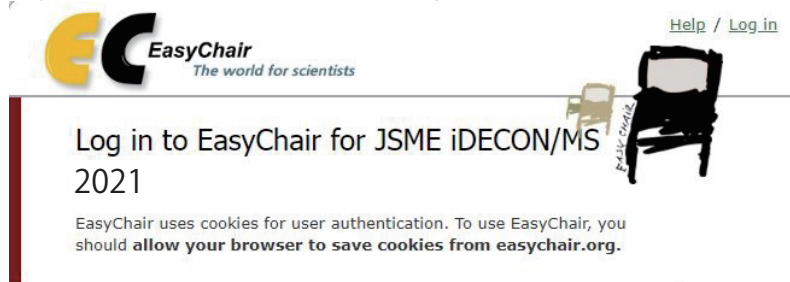 Help / Log in
EC EasyChair
The world for scientists
EASY CHAIR
Log in to EasyChair for JSME iDECON/MS
2021
EasyChair uses cookies for user authentication. To use EasyChair, you
should allow your browser to save cookies from easychair.org.